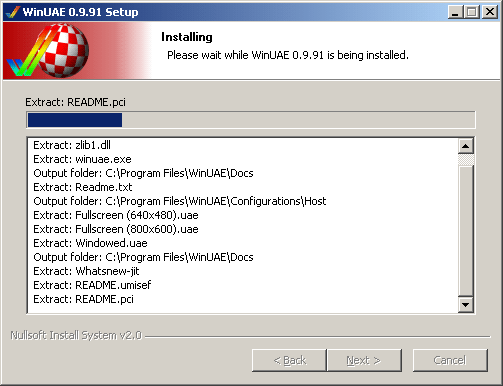 WinUAE 0.9.91 Setup
Installing
Please wait while WinUAE 0.9.91 is being installed.
Extract: README.pci
Extract: zlib1.dll
Extract: winuae.exe
Output folder: C:\Program Files\WinUAE\Docs
Extract: Readme.txt
Output folder: C:\Program Files\WinUAE\Configurations\Host
Extract: Fullscreen (640x480).uae
Extract: Fullscreen (800x600).uae
Extract: Windowed.uae
Output folder: C:\Program Files\WinUAE\Docs
Extract: Whatsnew-jit
Extract: README.umisef
Extract: README.pci
Nullsoft Install System v2.0
< Back
Next >
Cancel